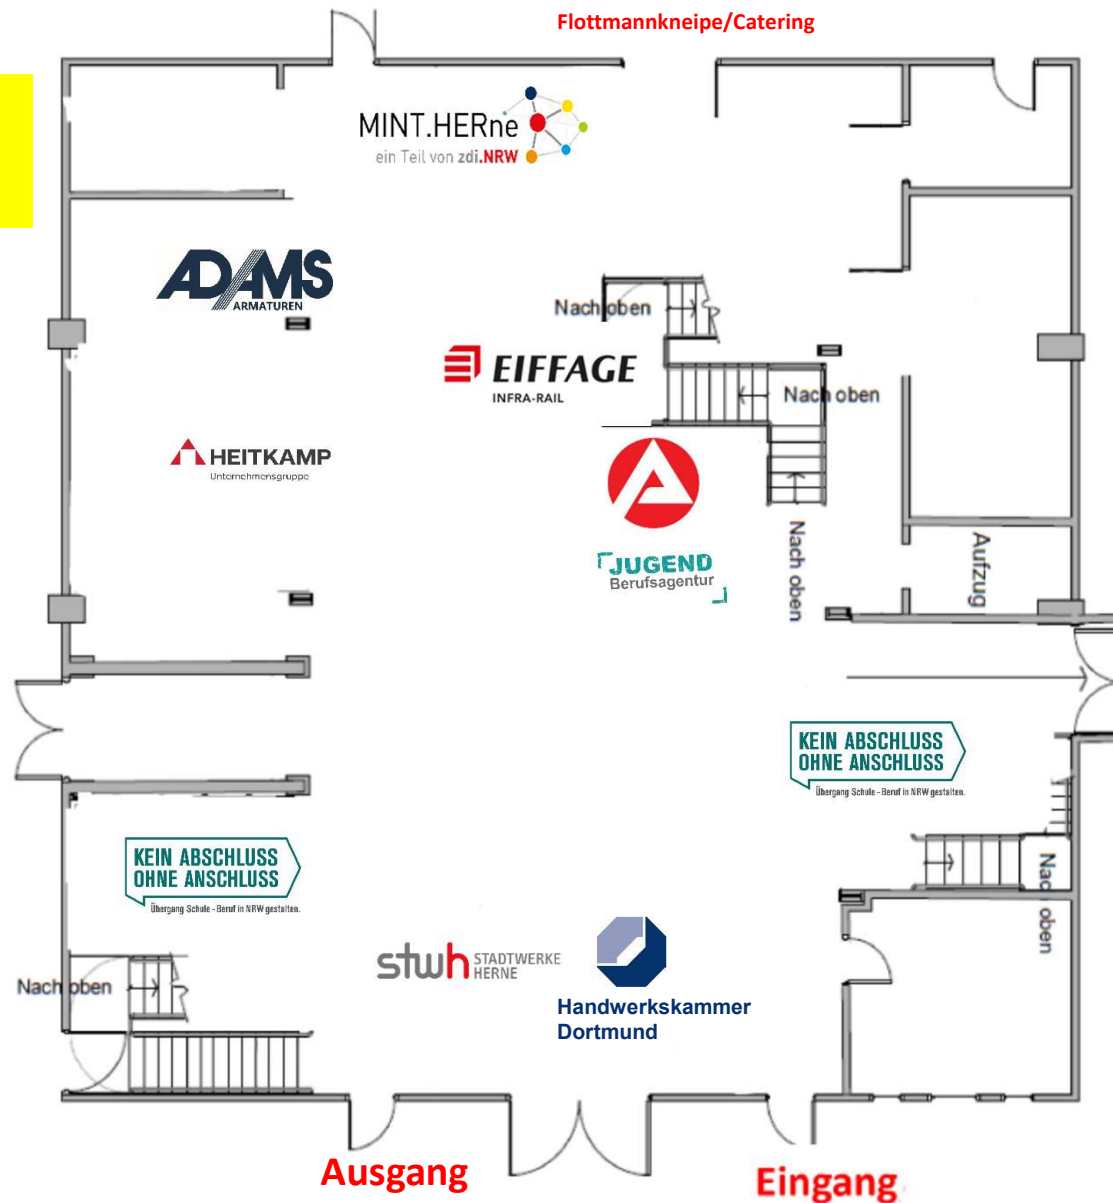 Flottmannkneipe/Catering
MINT.HERne
ein Teil von zdi.NRW
ADAMS
ARMATUREN
Nach oben
EIFFAGE
INFRA-RAIL
Nach oben
HEITKAMP
Unternehmensgruppe
JUGEND
Berufsagentur
Nach oben
Aufzug
KEIN ABSCHLUSS
OHNE ANSCHLUSS
Übergang Schule – Beruf in NRW gestalten.
KEIN ABSCHLUSS
OHNE ANSCHLUSS
Übergang Schule – Beruf in NRW gestalten.
Nach oben
stwh STADTWERKE
HERNE
Nach oben
Handwerkskammer
Dortmund
Ausgang
Eingang